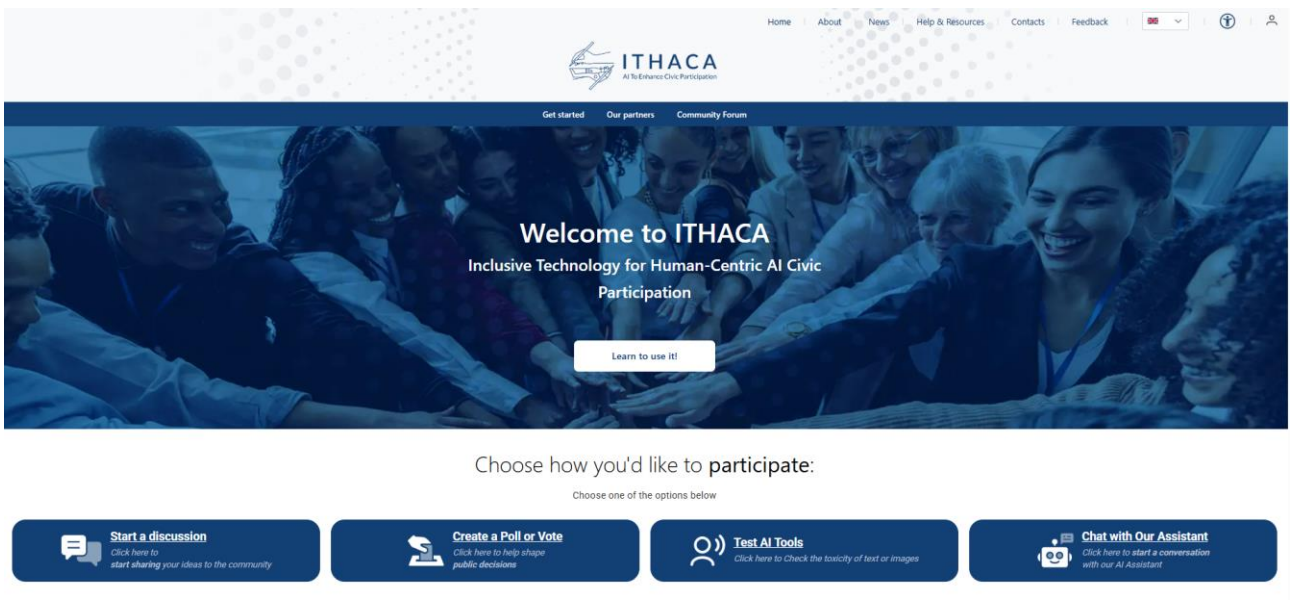 Home About News Help & Resources Contacts Feedback
ITHACA
AI To Enhance Civic Participation
Get started Our partners Community Forum
Welcome to ITHACA
Inclusive Technology for Human-Centric AI Civic
Participation
Learn to use it!
Choose how you'd like to participate:
Choose one of the options below
Start a discussion
Click here to
start sharing your ideas to the community
Create a Poll or Vote
Click here to help shape
public decisions
Test AI Tools
Click here to Check the toxicity of text or images
Chat with Our Assistant
Click here to start a conversation
with our AI Assistant